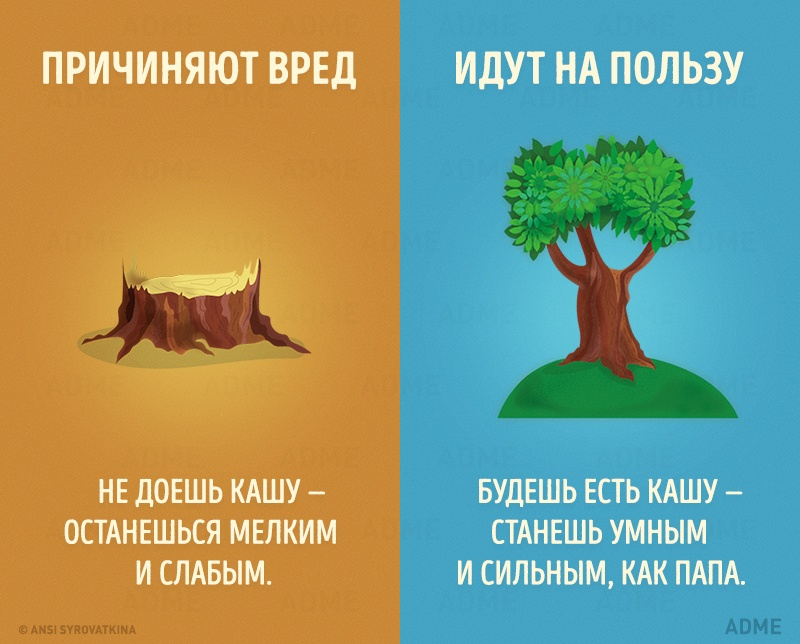 ПРИЧИНЯЮТ ВРЕД
НЕ ДОЕШЬ КАШУ –
ОСТАНЕШЬСЯ МЕЛКИМ
И СЛАБЫМ.
ИДУТ НА ПОЛЬЗУ
БУДЕШЬ ЕСТЬ КАШУ –
СТАНЕШЬ УМНЫМ
И СИЛЬНЫМ, КАК ПАПА.
© ANSI SYROVATKINA
ADME